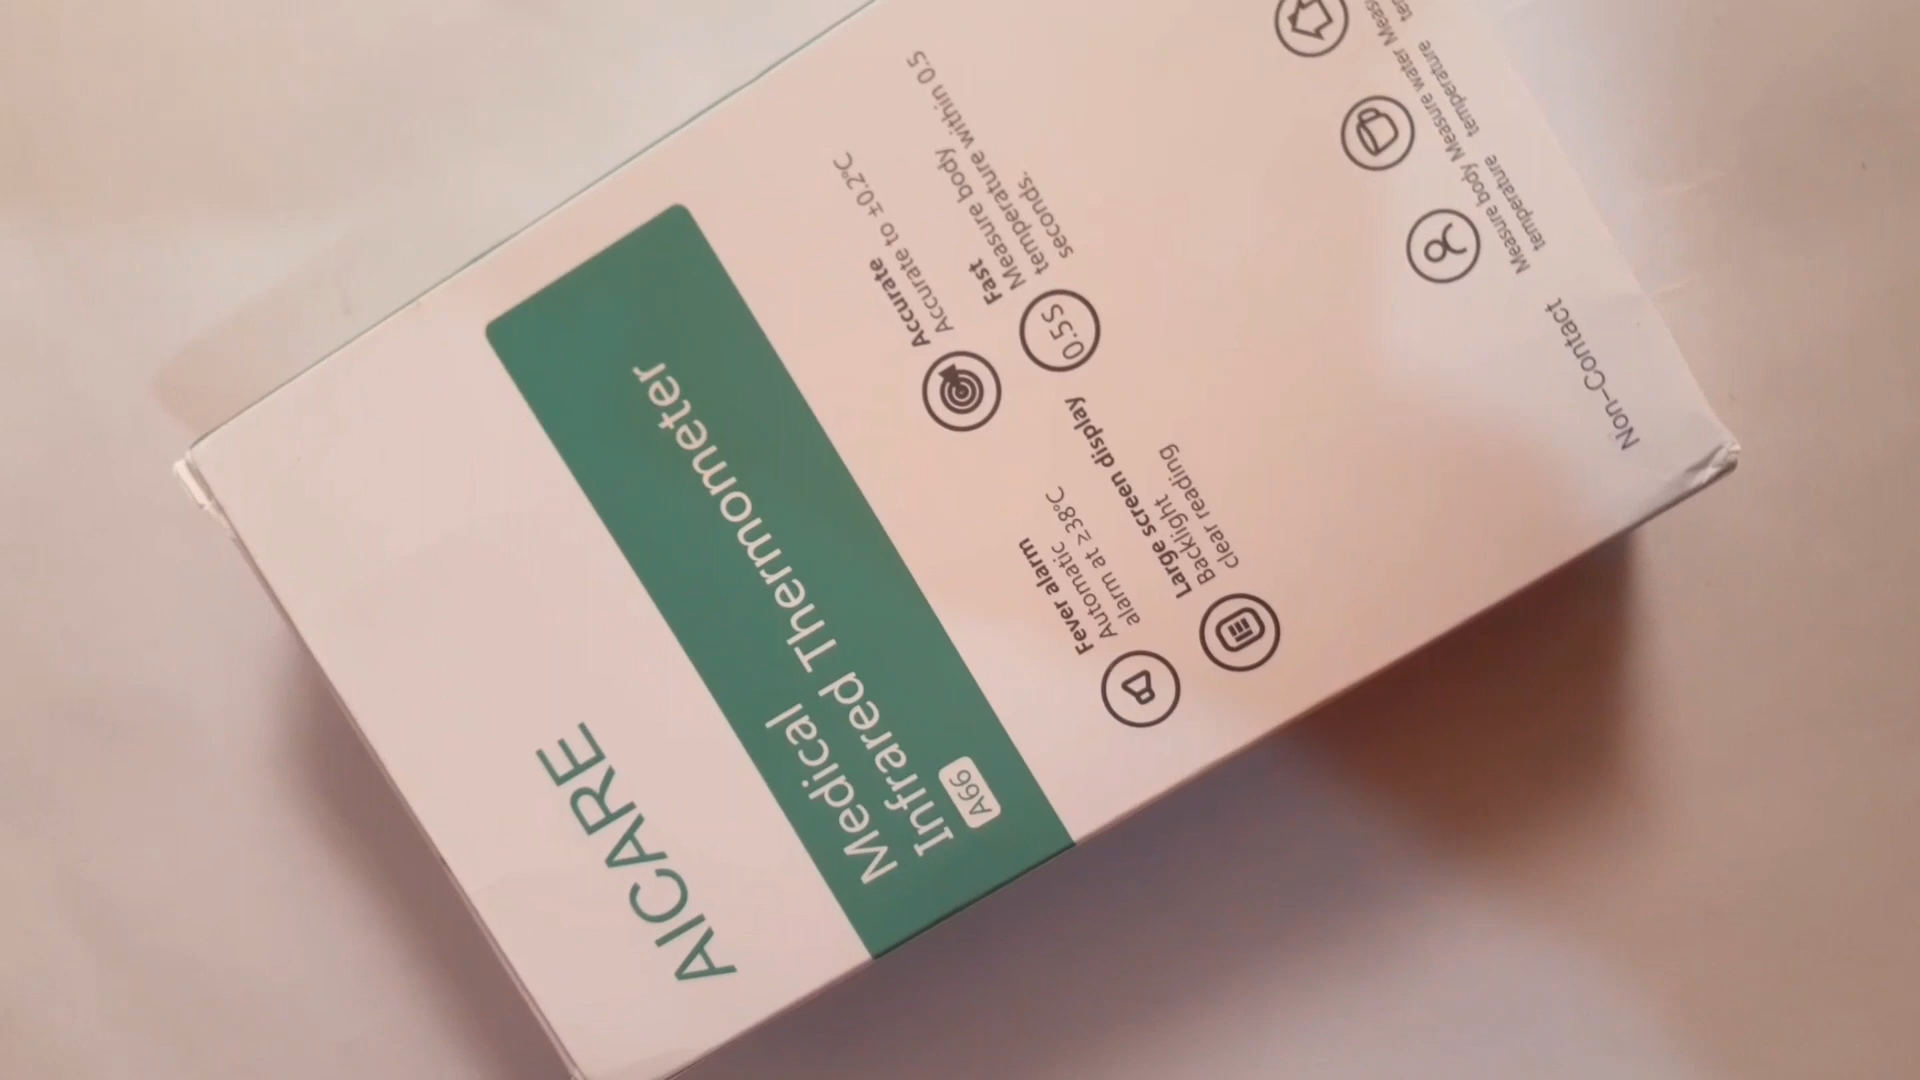 AICARE
Medical
Infrared Thermometer
A66
Accurate
Accurate to ±0.2°C
Fever alarm
Automatic
alarm at ≥38°C
0.5S
Fast
Measure body
temperature within 0.5
seconds.
Large screen display
Backlight
clear reading
Measure body
temperature
Measure water
temperature
Non-Contact